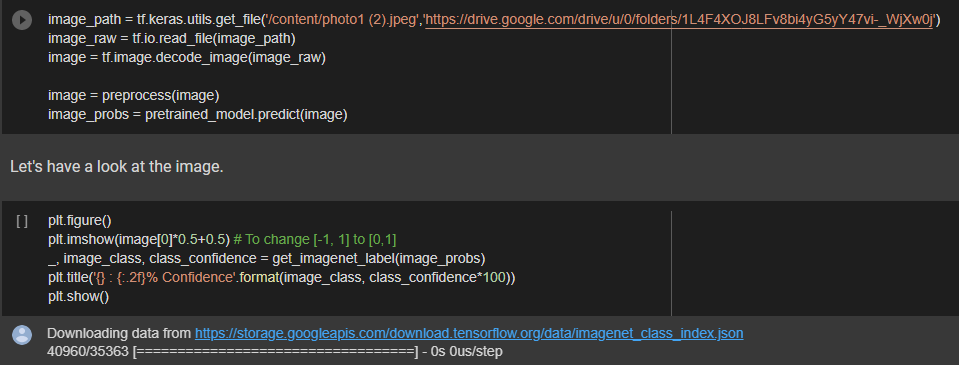 image_path = tf.keras.utils.get_file('/content/photo1 (2).jpeg','https://drive.google.com/drive/u/0/folders/1L4F4XOJ8LFv8bi4yG5yY47vi-_WjXw0j')
image_raw = tf.io.read_file(image_path)
image = tf.image.decode_image(image_raw)
image = preprocess(image)
image_probs = pretrained_model.predict(image)
Let's have a look at the image.
[ ] plt.figure()
plt.imshow(image[0]*0.5+0.5) # To change [-1, 1] to [0,1]
_, image_class, class_confidence = get_imagenet_label(image_probs)
plt.title('{} : {:.2f}% Confidence'.format(image_class, class_confidence*100))
plt.show()
Downloading data from https://storage.googleapis.com/download.tensorflow.org/data/imagenet_class_index.json
40960/35363 [==================================] - 0s 0us/step